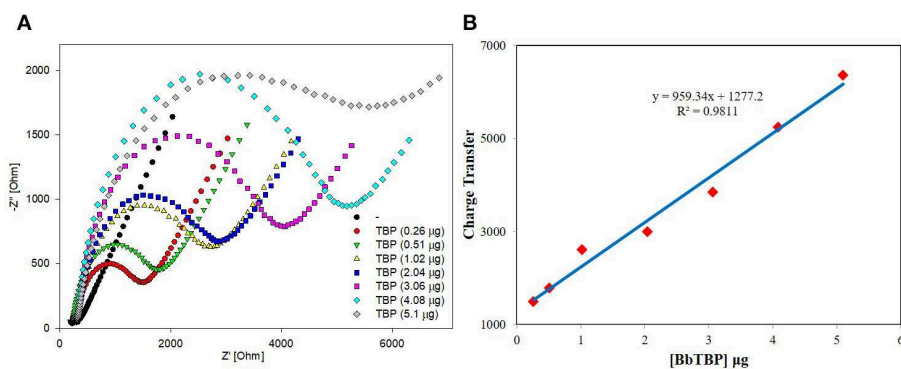 A
2000
1500
1000
500
0
-Z" [Ohm]
0
2000
4000
6000
Z' [Ohm]
-
TBP (0.26 µg)
TBP (0.51 µg)
TBP (1.02 µg)
TBP (2.04 µg)
TBP (3.06 µg)
TBP (4.08 µg)
TBP (5.1 µg)
B
7000
5000
3000
1000
Charge Transfer
y = 959.34x + 1277.2
R² = 0.9811
0
1
2
3
4
5
6
[BbTBP] µg